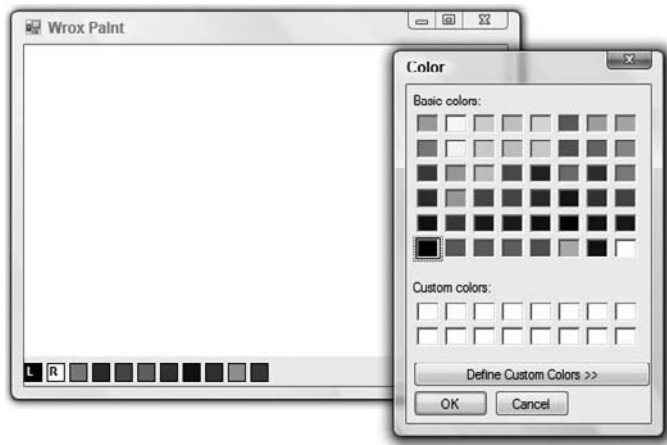 Wrox Paint
L R
Color
Basic colors:
Custom colors:
Define Custom Colors >>
OK Cancel